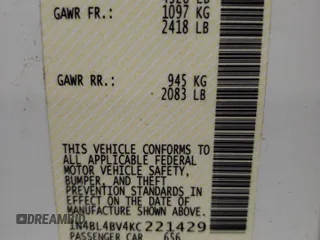 GAWR FR.: 1097 KG
2418 LB
GAWR RR.: 945 KG
2083 LB
THIS VEHICLE CONFORMS TO
ALL APPLICABLE FEDERAL
MOTOR VEHICLE SAFETY,
BUMPER, AND THEFT
PREVENTION STANDARDS IN
EFFECT ON THE DATE OF
MANUFACTURE SHOWN ABOVE.
1N4BL4BV4KC221429
PASSENGER CAR 656
DREAMBID